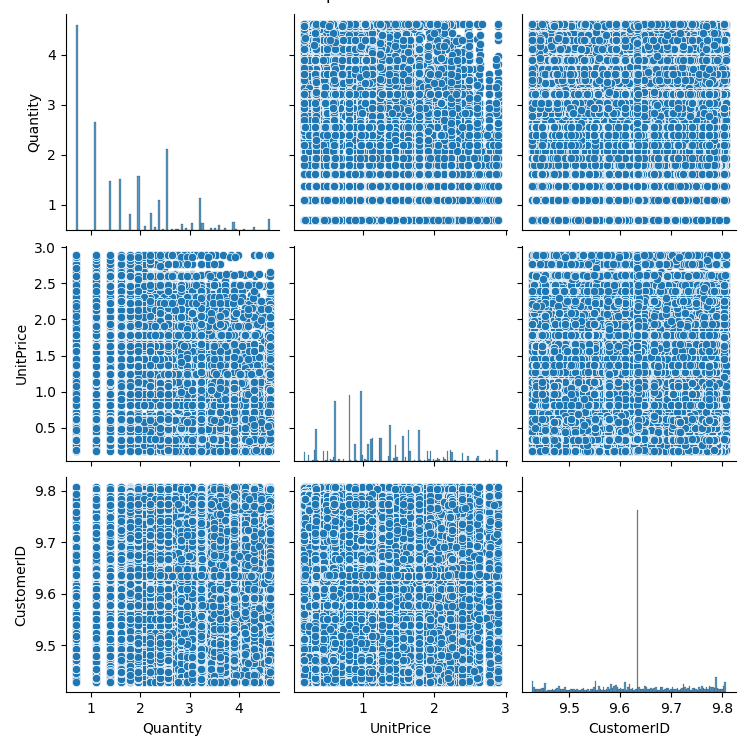 4
3
2
1
Quantity
3.0
2.5
2.0
1.5
1.0
0.5
UnitPrice
9.8
9.7
9.6
9.5
CustomerID
1 2 3 4
1 2 3
9.5 9.6 9.7 9.8
Quantity
UnitPrice
CustomerID